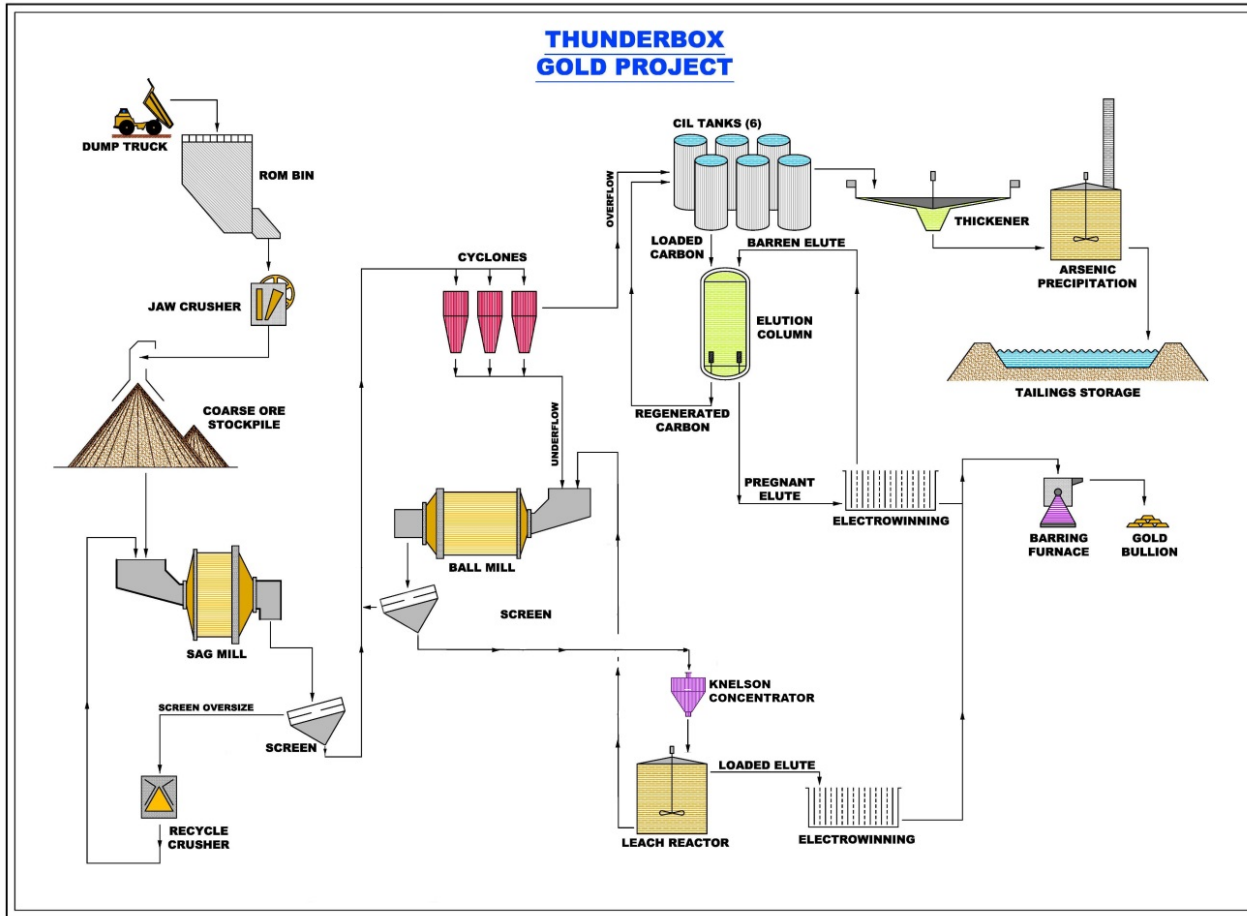 THUNDERBOX
GOLD PROJECT
DUMP TRUCK
ROM BIN
JAW CRUSHER
COARSE ORE
STOCKPILE
SAG MILL
SCREEN OVERSIZE
SCREEN
RECYCLE
CRUSHER
CYCLONES
OVERFLOW
UNDERFLOW
BALL MILL
SCREEN
CIL TANKS (6)
LOADED
CARBON
BARREN ELUTE
ELUTION
COLUMN
REGENERATED
CARBON
PREGNANT
ELUTE
ELECTROWINNING
THICKENER
ARSENIC
PRECIPITATION
TAILINGS STORAGE
BARRING
FURNACE
GOLD
BULLION
KNELSON
CONCENTRATOR
LOADED ELUTE
LEACH REACTOR
ELECTROWINNING